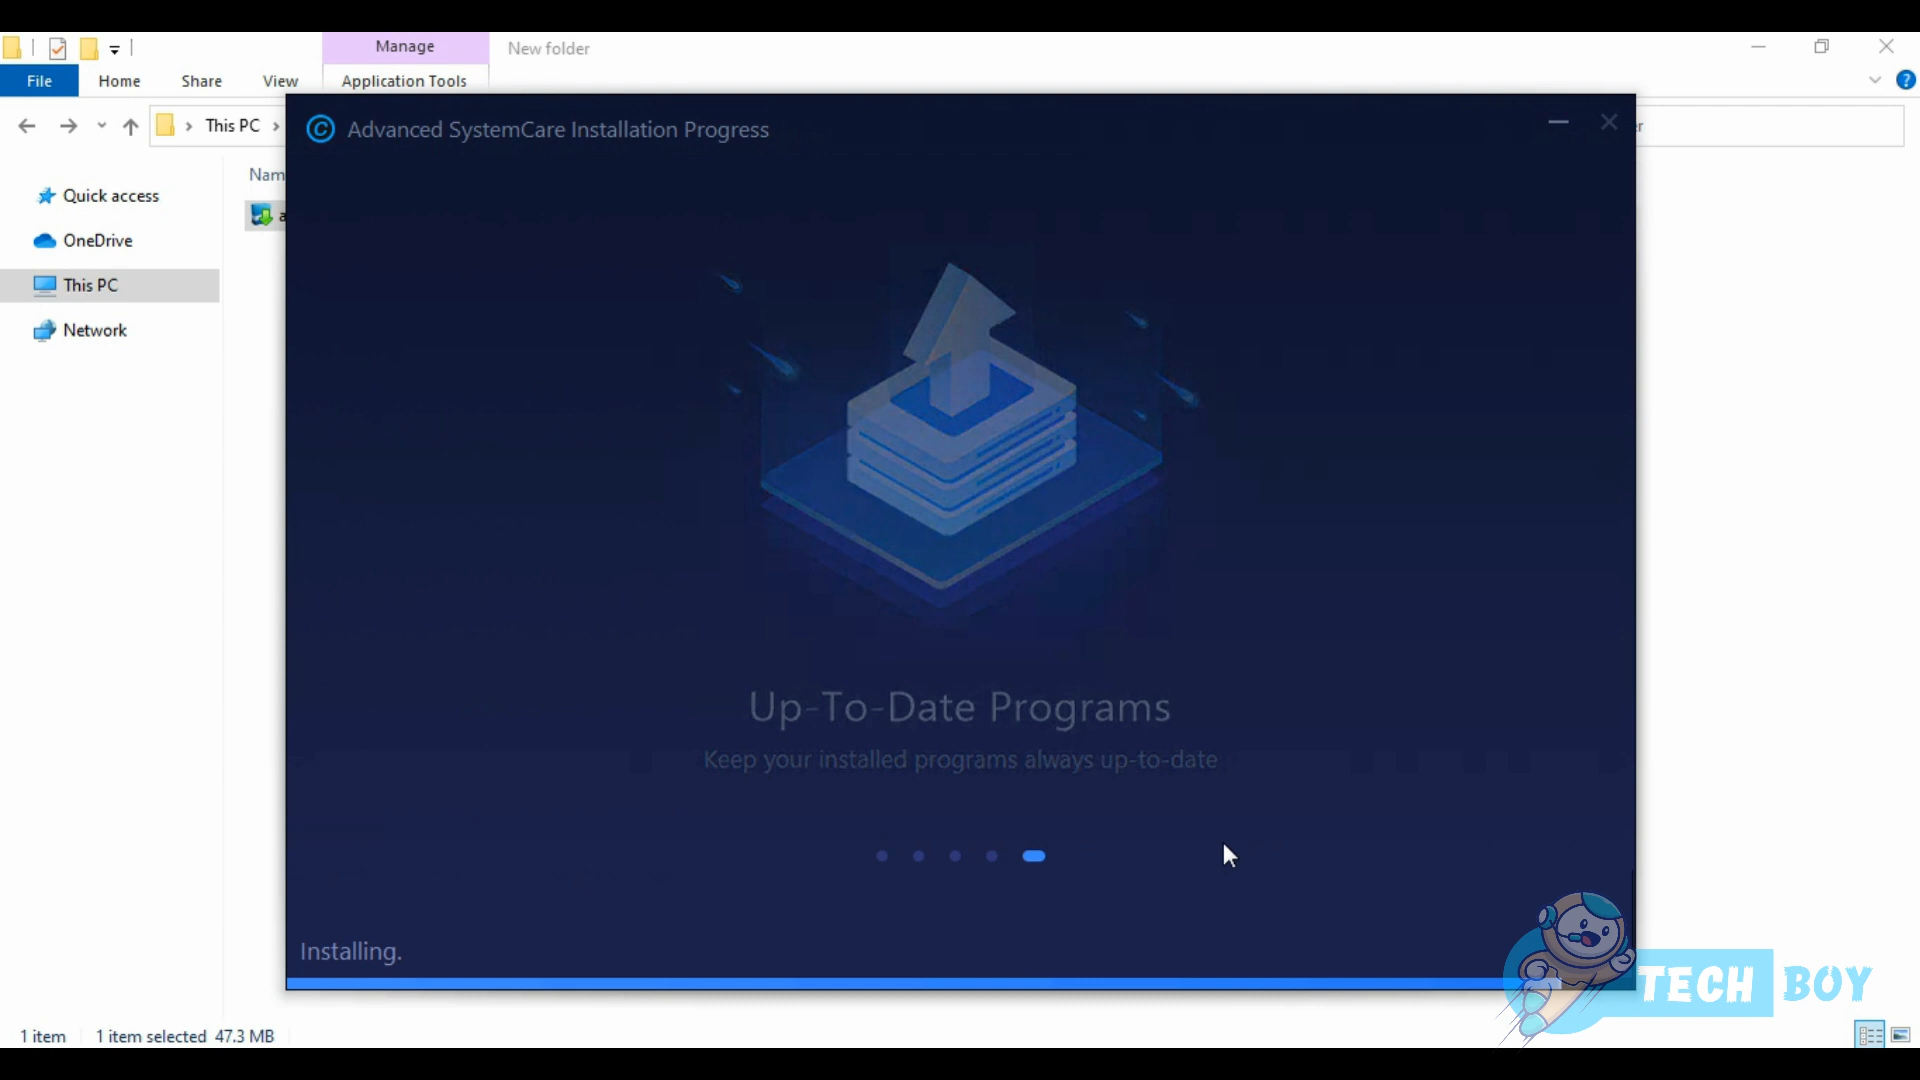 Manage
New folder
File
Home
Share
View
Application Tools
?
This PC
Advanced SystemCare Installation Progress
Nam
Quick access
OneDrive
This PC
Network
Up-To-Date Programs
Keep your installed programs always up-to-date
Installing.
TECH BOY
1 item
1 item selected 47.3 MB